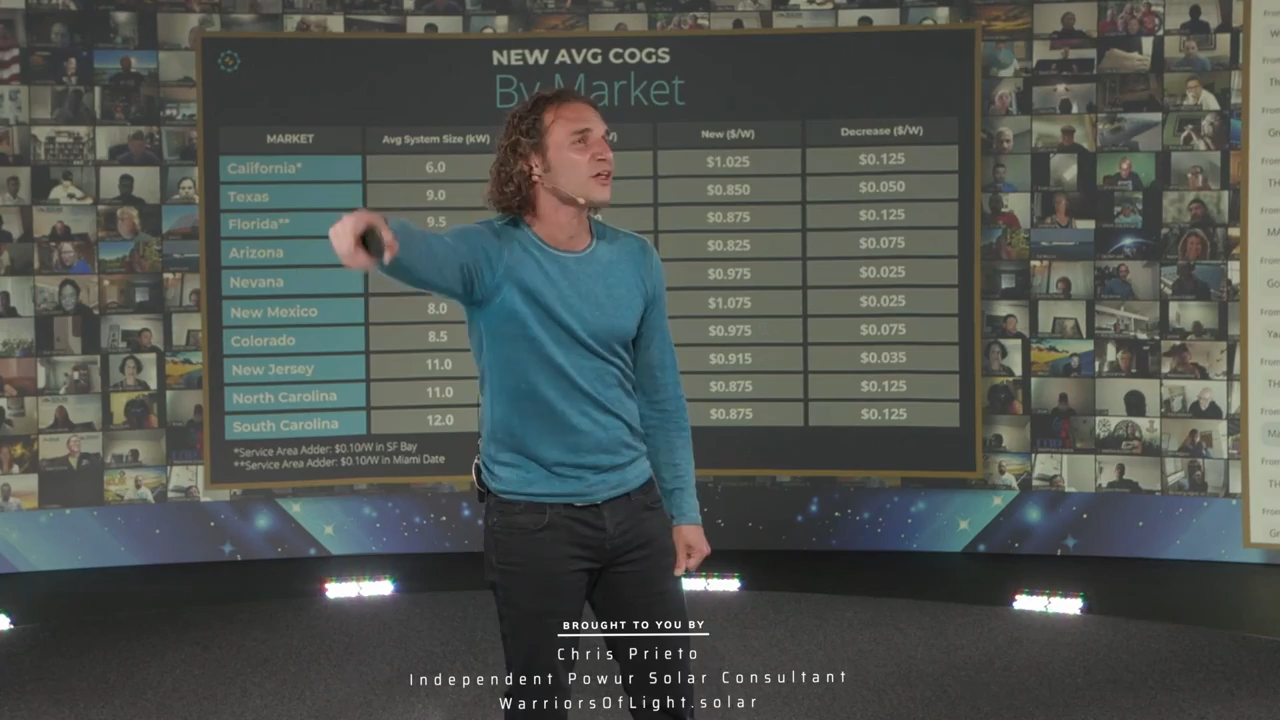 NEW AVG COGS
By Market
MARKET Avg System Size (kW) New ($/W) Decrease ($/W)
California* 6.0 $1.025 $0.125
Texas 9.0 $0.850 $0.050
Florida** 9.5 $0.875 $0.125
Arizona $0.825 $0.075
Nevana $0.975 $0.025
New Mexico 8.0 $1.075 $0.025
Colorado 8.5 $0.975 $0.075
New Jersey 11.0 $0.915 $0.035
North Carolina 11.0 $0.875 $0.125
South Carolina 12.0 $0.875 $0.125
*Service Area Adder: $0.10/W in SF Bay
**Service Area Adder: $0.10/W in Miami Date
BROUGHT TO YOU BY
Chris Prieto
Independent Powur Solar Consultant
WarriorsOfLight.solar